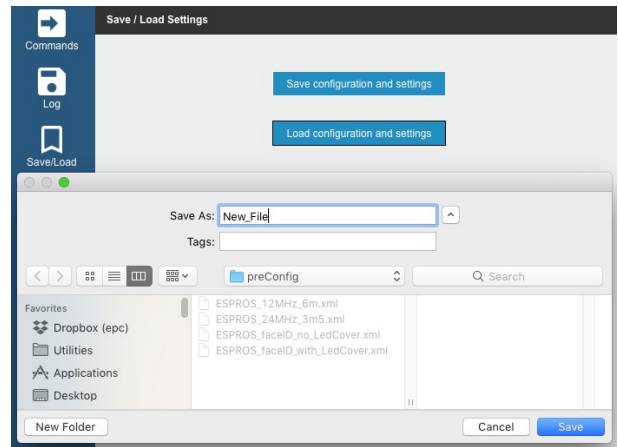 Save / Load Settings
Commands
Log
Save/Load
Save configuration and settings
Load configuration and settings
Save As: New_File
Tags:
preConfig
Search
Favorites
Dropbox (epc)
Utilities
Applications
Desktop
ESPROS_12MHz_6m.xml
ESPROS_24MHz_3m5.xml
ESPROS_faceID_no_LedCover.xml
ESPROS_faceID_with_LedCover.xml
New Folder
Cancel
Save